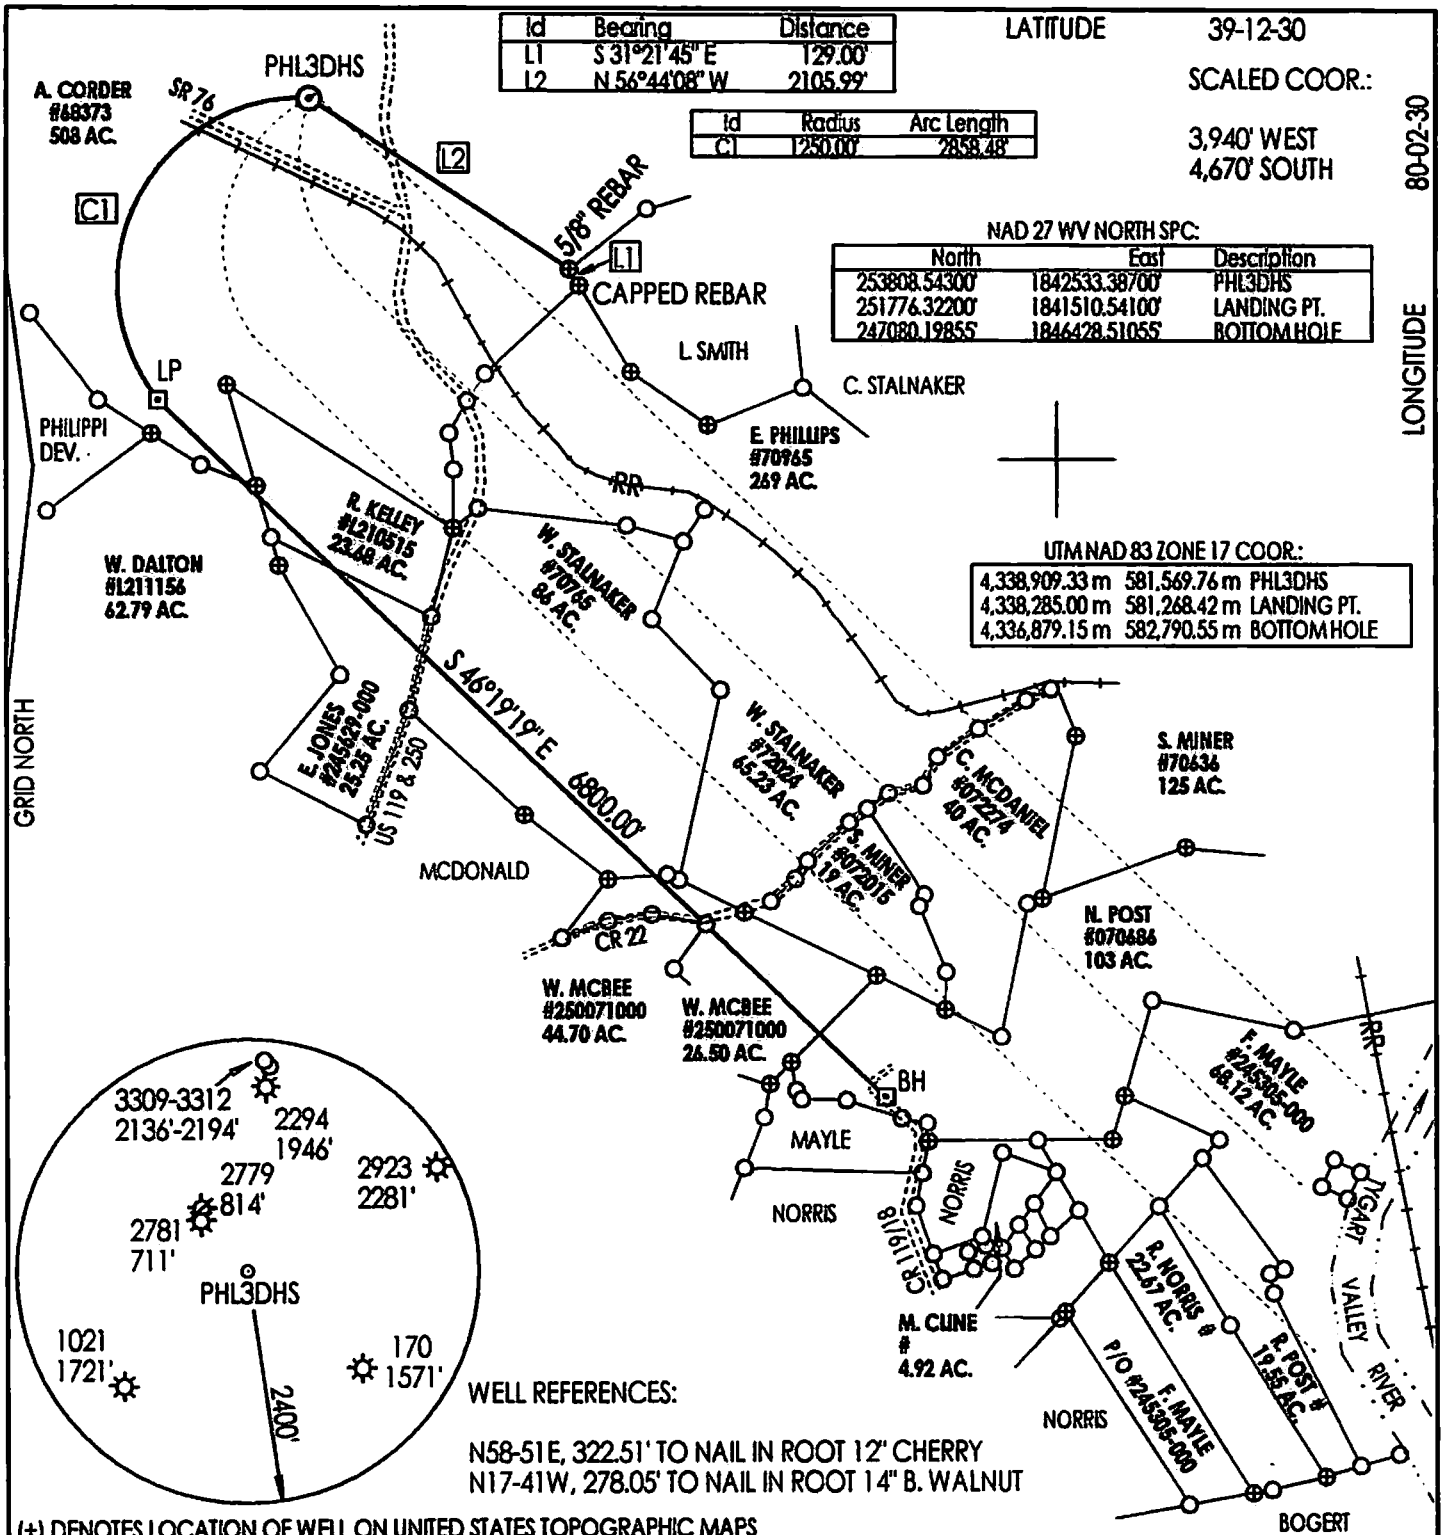 Id Bearing Distance
L1 S 31°21'45" E 129.00'
L2 N 56°44'08" W 2105.99'
LATITUDE 39-12-30
SCALED COOR.:
3,940' WEST
4,670' SOUTH
80-02-30
LONGITUDE
Id Radius Arc Length
C1 1250.00' 2858.48'
NAD 27 WV NORTH SPC:
North East Description
253808.54300' 1842533.38700' PHL3DHS
251776.32200' 1841510.54100' LANDING PT.
247080.19855' 1846428.51055' BOTTOM HOLE
UTM NAD 83 ZONE 17 COOR.:
4,338,909.33 m 581,569.76 m PHL3DHS
4,338,285.00 m 581,268.42 m LANDING PT.
4,336,879.15 m 582,790.55 m BOTTOM HOLE
PHL3DHS
A. CORDER
#68373
508 AC.
SR 76
C1
L2
5/8" REBAR
L1
CAPPED REBAR
L. SMITH
C. STALNAKER
E. PHILLIPS
#70965
269 AC.
LP
PHILIPPI
DEV.
RR
R. KELLEY
#L210515
23.68 AC.
W. STALNAKER
#70765
86 AC.
W. DALTON
#L211156
62.79 AC.
GRID NORTH
E. JONES
#245629-000
25.25 AC.
US 119 & 250
S 46°19'19" E 6800.00'
W. STALNAKER
#72024
65.23 AC.
C. MCDANIEL
#072274
40 AC.
S. MINER
#70636
125 AC.
MCDONALD
S. MINER
#072015
19 AC.
CR 22
N. POST
#070686
103 AC.
W. MCBEE
#250071000
44.70 AC.
W. MCBEE
#250071000
26.50 AC.
F. MAYLE
#245305-000
68.12 AC.
RR
BH
MAYLE
NORRIS
NORRIS
CR 119/18
M. CLINE
#
4.92 AC.
R. NORRIS #
22.67 AC.
R. POST #
19.55 AC.
F. MAYLE
P/O #245305-000
NORRIS
TYGART VALLEY RIVER
BOGERT
3309-3312
2136'-2194'
2294
1946'
2779
814'
2923
2281'
2781
711'
PHL3DHS
1021
1721'
170
1571'
2400'
WELL REFERENCES:
N58-51E, 322.51' TO NAIL IN ROOT 12" CHERRY
N17-41W, 278.05' TO NAIL IN ROOT 14" B. WALNUT
(+) DENOTES LOCATION OF WELL ON UNITED STATES TOPOGRAPHIC MAPS